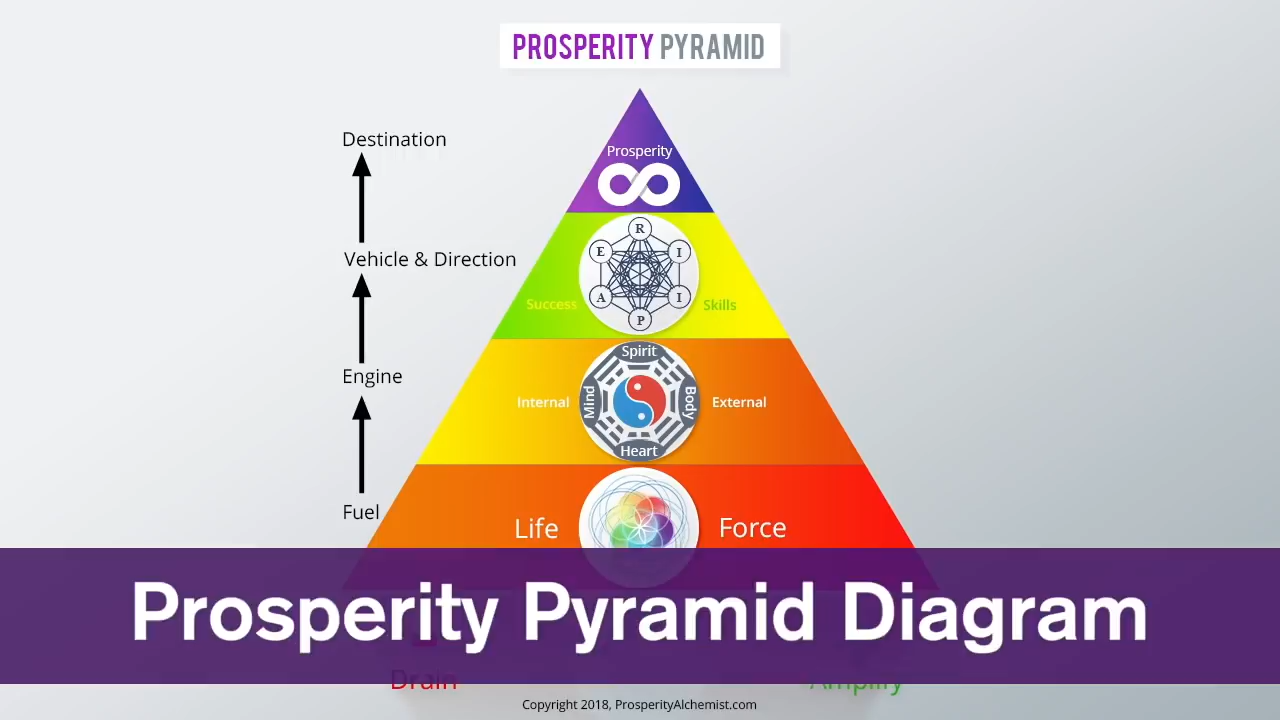 PROSPERITY PYRAMID
Destination
Prosperity
R
E
I
Vehicle & Direction
A
I
Success
Skills
P
Spirit
Engine
Mind
Body
Internal
External
Heart
Fuel
Life
Force
Prosperity Pyramid Diagram
Drain
Amplify
Copyright 2018, ProsperityAlchemist.com